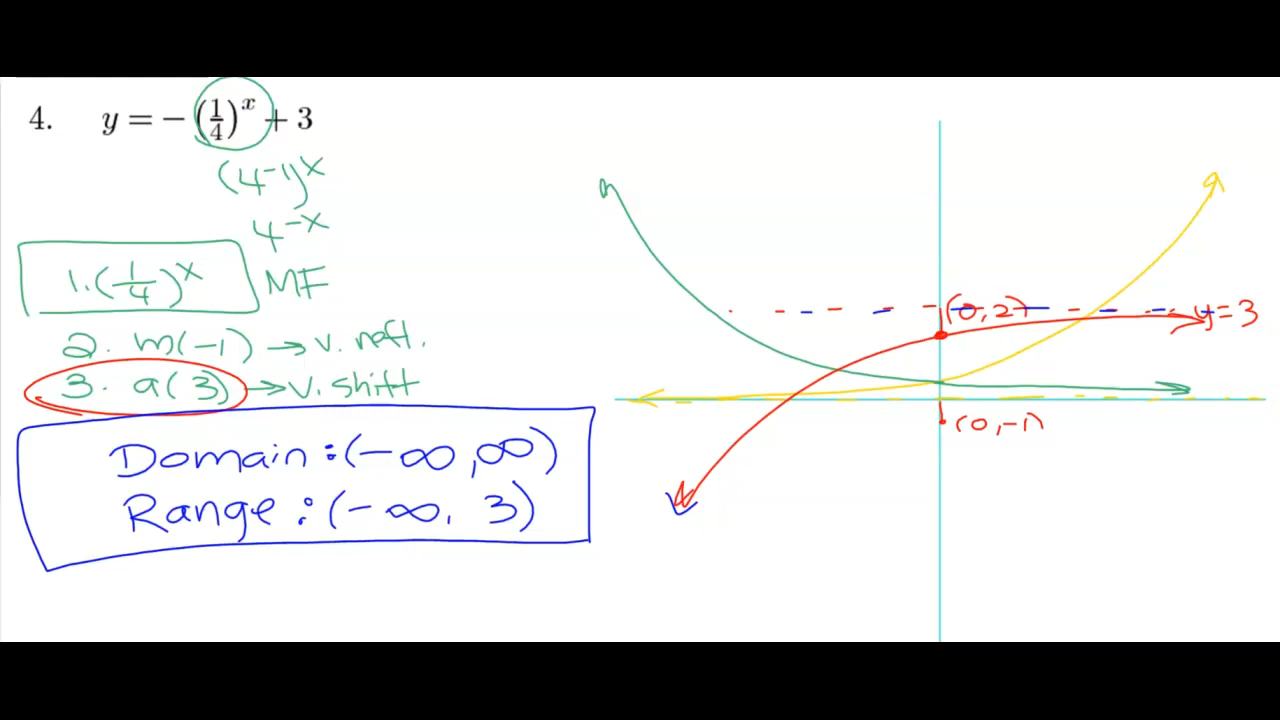 4. y = − (1/4)^x + 3
(4-1)^x
4^-x
1. (1/4)^x MF
2. m(-1) → v. refl.
3. a(3) → v. shift
Domain : (-∞, ∞)
Range : (-∞, 3)
(0, 2)
y = 3
(0, -1)